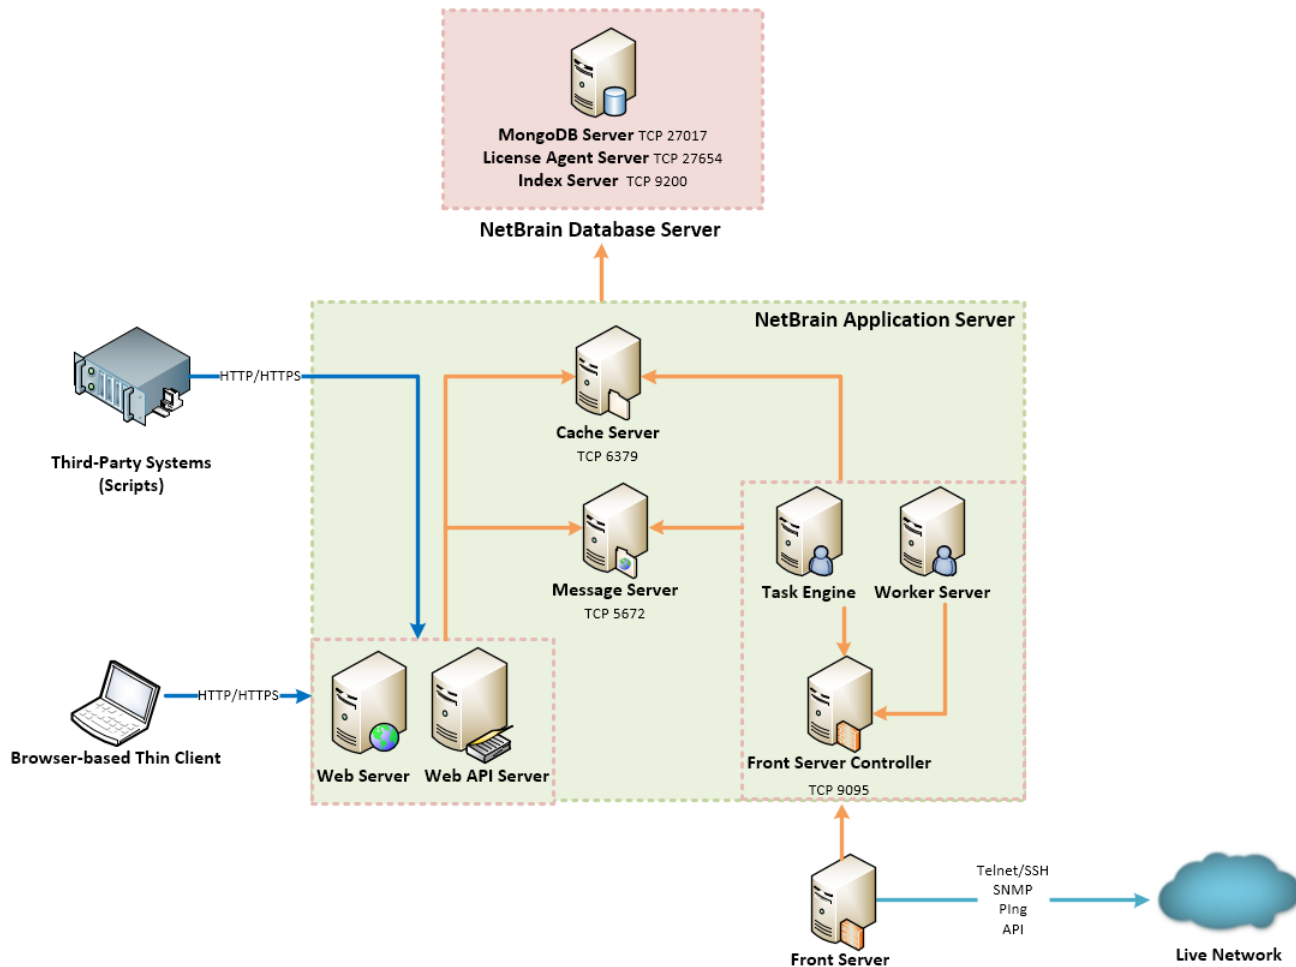 MongoDB Server TCP 27017
License Agent Server TCP 27654
Index Server TCP 9200
NetBrain Database Server
NetBrain Application Server
HTTP/HTTPS
Third-Party Systems
(Scripts)
Cache Server
TCP 6379
Message Server
TCP 5672
Task Engine
Worker Server
HTTP/HTTPS
Browser-based Thin Client
Web Server
Web API Server
Front Server Controller
TCP 9095
Telnet/SSH
SNMP
PIng
API
Front Server
Live Network